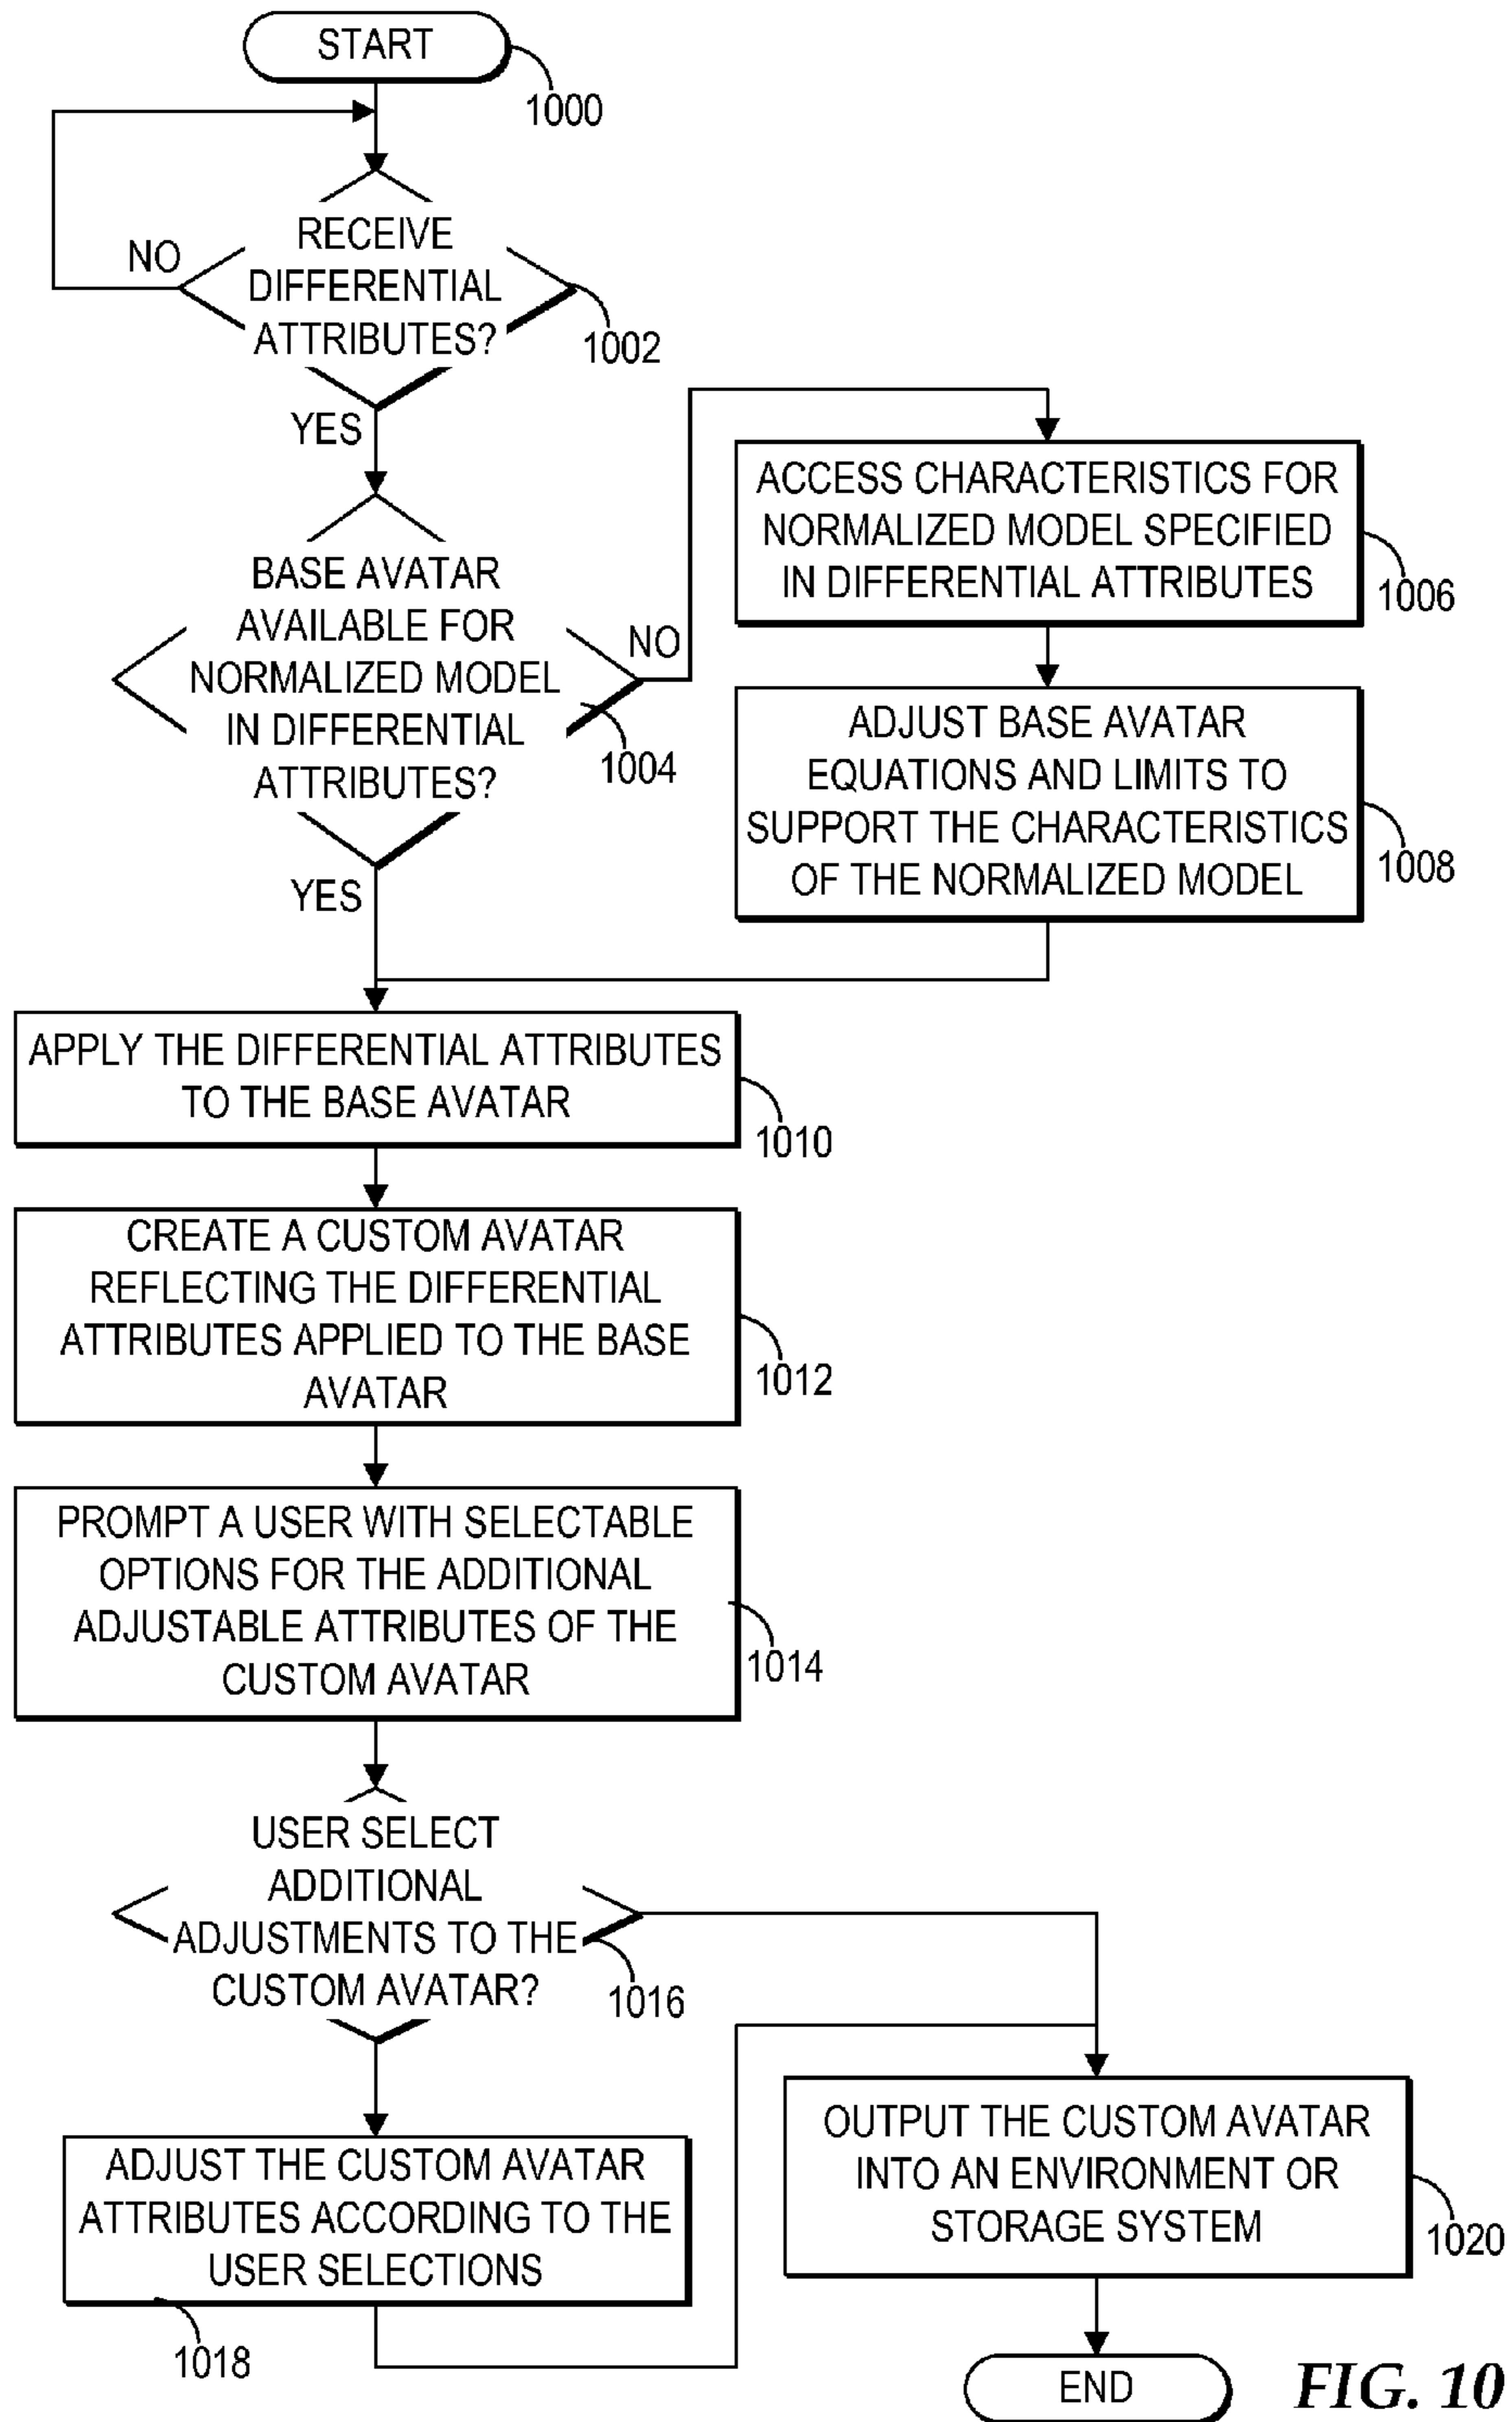 START
1000
RECEIVE
DIFFERENTIAL
ATTRIBUTES?
NO
1002
YES
BASE AVATAR
AVAILABLE FOR
NORMALIZED MODEL
IN DIFFERENTIAL
ATTRIBUTES?
NO
1004
YES
ACCESS CHARACTERISTICS FOR
NORMALIZED MODEL SPECIFIED
IN DIFFERENTIAL ATTRIBUTES
1006
ADJUST BASE AVATAR
EQUATIONS AND LIMITS TO
SUPPORT THE CHARACTERISTICS
OF THE NORMALIZED MODEL
1008
APPLY THE DIFFERENTIAL ATTRIBUTES
TO THE BASE AVATAR
1010
CREATE A CUSTOM AVATAR
REFLECTING THE DIFFERENTIAL
ATTRIBUTES APPLIED TO THE BASE
AVATAR
1012
PROMPT A USER WITH SELECTABLE
OPTIONS FOR THE ADDITIONAL
ADJUSTABLE ATTRIBUTES OF THE
CUSTOM AVATAR
1014
USER SELECT
ADDITIONAL
ADJUSTMENTS TO THE
CUSTOM AVATAR?
1016
ADJUST THE CUSTOM AVATAR
ATTRIBUTES ACCORDING TO THE
USER SELECTIONS
1018
OUTPUT THE CUSTOM AVATAR
INTO AN ENVIRONMENT OR
STORAGE SYSTEM
1020
END
FIG. 10